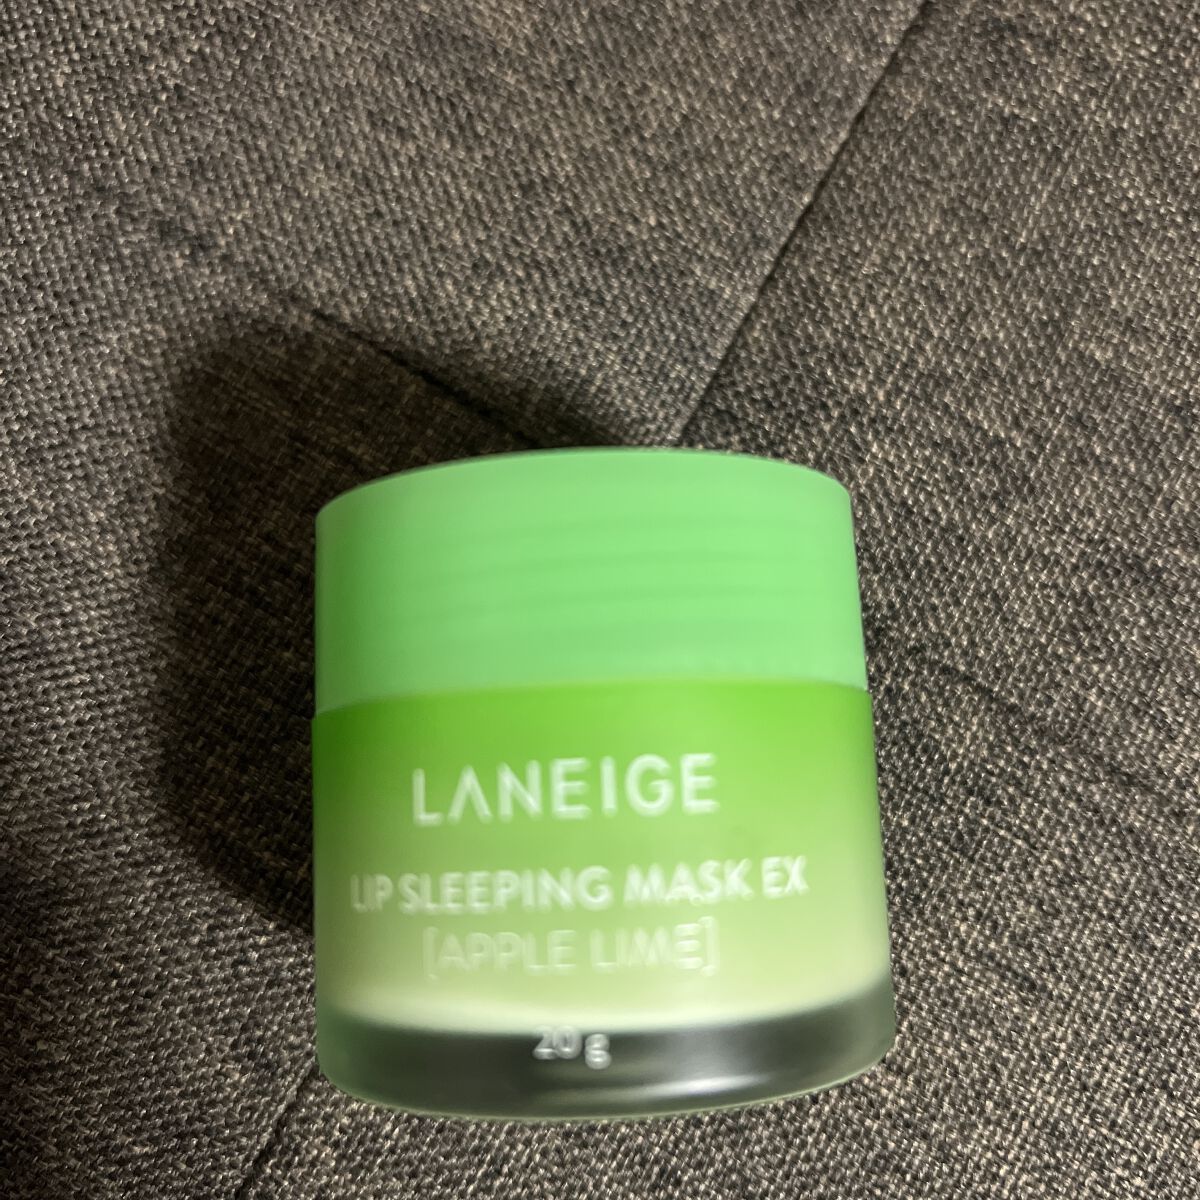 LANEIGE
LIP SLEEPING MASK EX
[APPLE LIME]
20 g